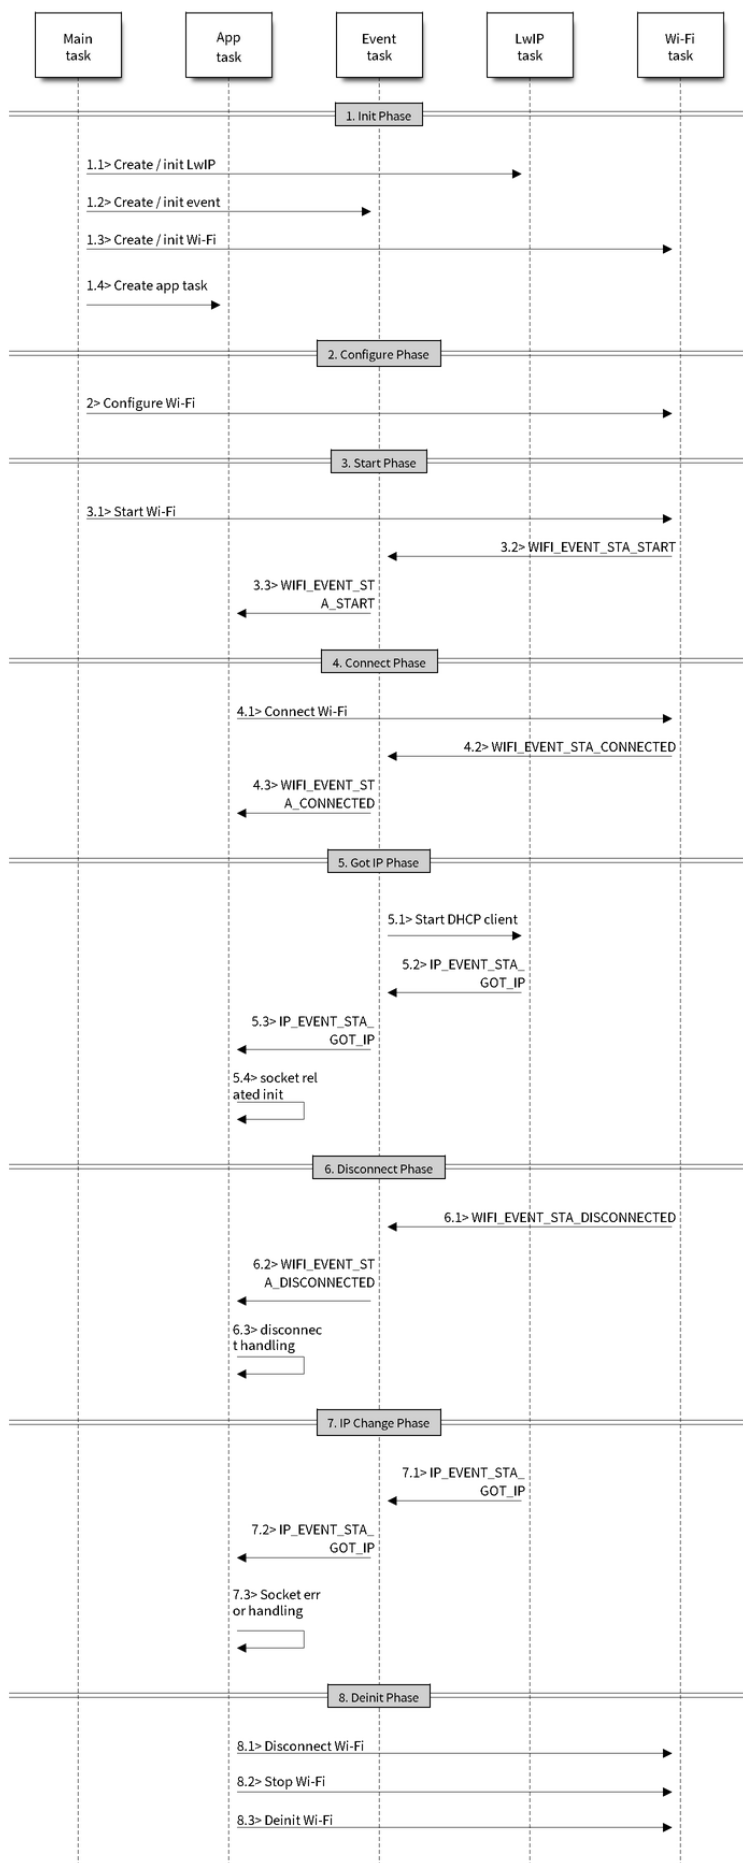 Main
task
App
task
Event
task
LwIP
task
Wi-Fi
task
1. Init Phase
1.1> Create / init LwIP
1.2> Create / init event
1.3> Create / init Wi-Fi
1.4> Create app task
2. Configure Phase
2> Configure Wi-Fi
3. Start Phase
3.1> Start Wi-Fi
3.2> WIFI_EVENT_STA_START
3.3> WIFI_EVENT_ST
A_START
4. Connect Phase
4.1> Connect Wi-Fi
4.2> WIFI_EVENT_STA_CONNECTED
4.3> WIFI_EVENT_ST
A_CONNECTED
5. Got IP Phase
5.1> Start DHCP client
5.2> IP_EVENT_STA_
GOT_IP
5.3> IP_EVENT_STA_
GOT_IP
5.4> socket rel
ated init
6. Disconnect Phase
6.1> WIFI_EVENT_STA_DISCONNECTED
6.2> WIFI_EVENT_ST
A_DISCONNECTED
6.3> disconnec
t handling
7. IP Change Phase
7.1> IP_EVENT_STA_
GOT_IP
7.2> IP_EVENT_STA_
GOT_IP
7.3> Socket err
or handling
8. Deinit Phase
8.1> Disconnect Wi-Fi
8.2> Stop Wi-Fi
8.3> Deinit Wi-Fi